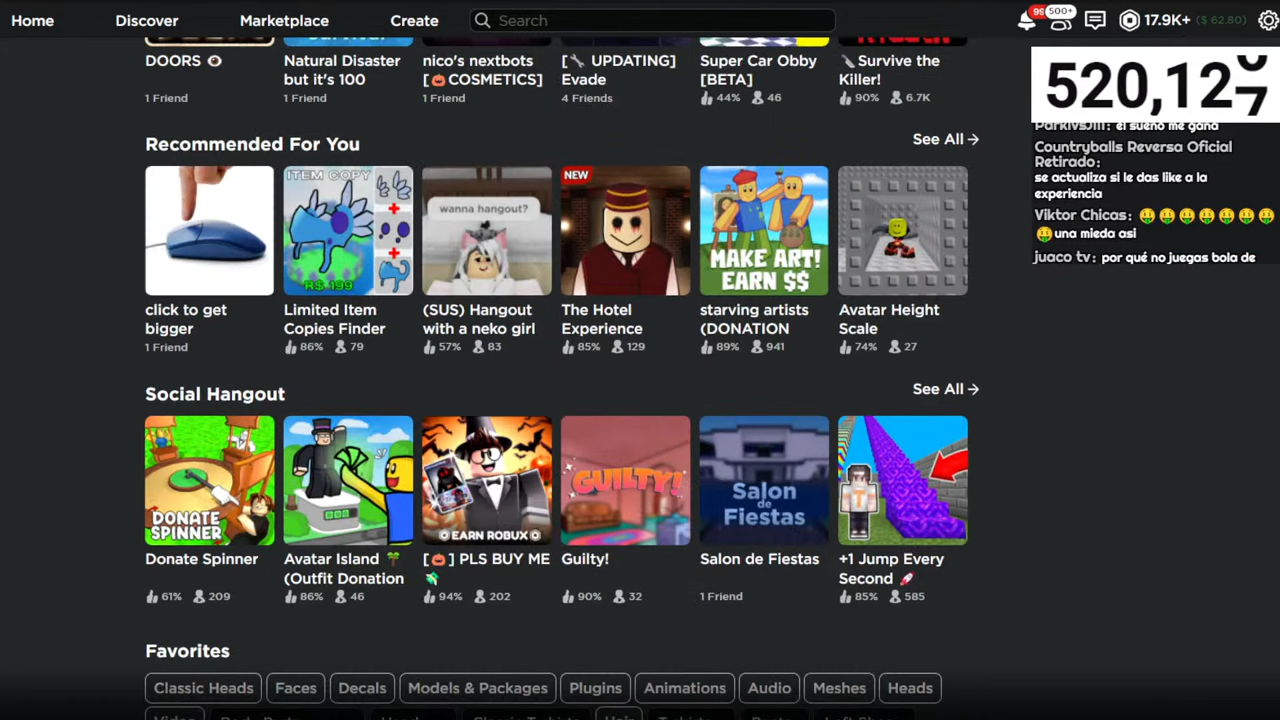 Home Discover Marketplace Create Search 99 500+ 17.9K+ ($ 62.80)
DOORS 👁
1 Friend
Natural Disaster
but it's 100
1 Friend
nico's nextbots
[🎃COSMETICS]
1 Friend
[🔧 UPDATING]
Evade
4 Friends
Super Car Obby
[BETA]
44% 46
🔪Survive the
Killer!
90% 6.7K
520,12
Recommended For You
See All →
ITEM COPY
R$ 199
wanna hangout?
NEW
MAKE ART!
EARN $$
click to get
bigger
1 Friend
Limited Item
Copies Finder
86% 79
(SUS) Hangout
with a neko girl
57% 83
The Hotel
Experience
85% 129
starving artists
(DONATION
89% 941
Avatar Height
Scale
74% 27
Social Hangout
See All →
DONATE
SPINNER
EARN ROBUX
GUILTY!
Salon
de
Fiestas
Donate Spinner
61% 209
Avatar Island 🌴
(Outfit Donation
86% 46
[🎃] PLS BUY ME
💸
94% 202
Guilty!
90% 32
Salon de Fiestas
1 Friend
+1 Jump Every
Second 🚀
85% 585
Favorites
Classic Heads Faces Decals Models & Packages Plugins Animations Audio Meshes Heads
el sueño me gana
Countryballs Reversa Oficial
Retirado:
se actualiza si le das like a la
experiencia
Viktor Chicas: 🤑🤑🤑🤑🤑🤑🤑
🤑una mieda asi
juaco tv: por qué no juegas bola de